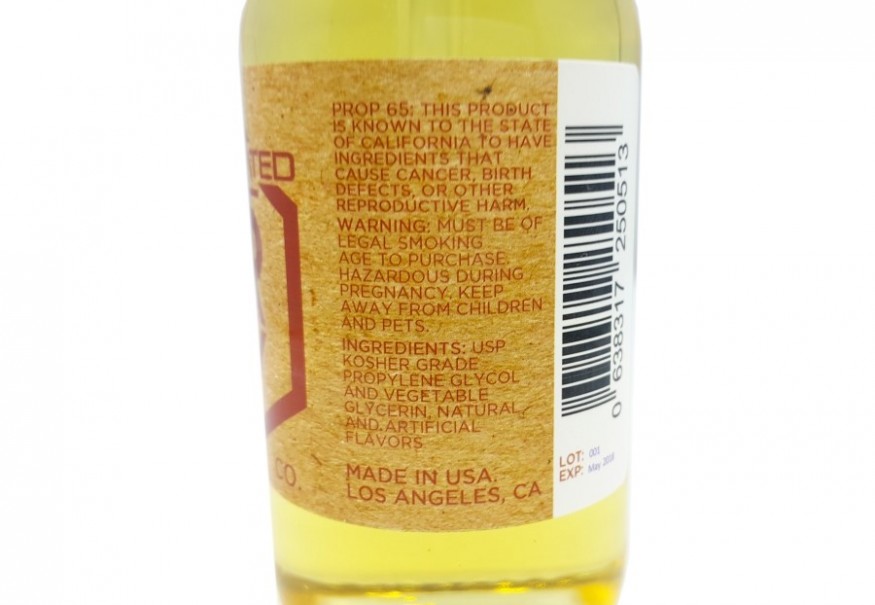 TED
PROP 65: THIS PRODUCT
IS KNOWN TO THE STATE
OF CALIFORNIA TO HAVE
INGREDIENTS THAT
CAUSE CANCER, BIRTH
DEFECTS, OR OTHER
REPRODUCTIVE HARM.
WARNING: MUST BE OF
LEGAL SMOKING
AGE TO PURCHASE.
HAZARDOUS DURING
PREGNANCY. KEEP
AWAY FROM CHILDREN
AND PETS.
INGREDIENTS: USP
KOSHER GRADE
PROPYLENE GLYCOL
AND VEGETABLE
GLYCERIN, NATURAL,
AND ARTIFICIAL
FLAVORS
CO.
MADE IN USA.
LOS ANGELES, CA
0 638317 250513
LOT: 001
EXP: May 2018